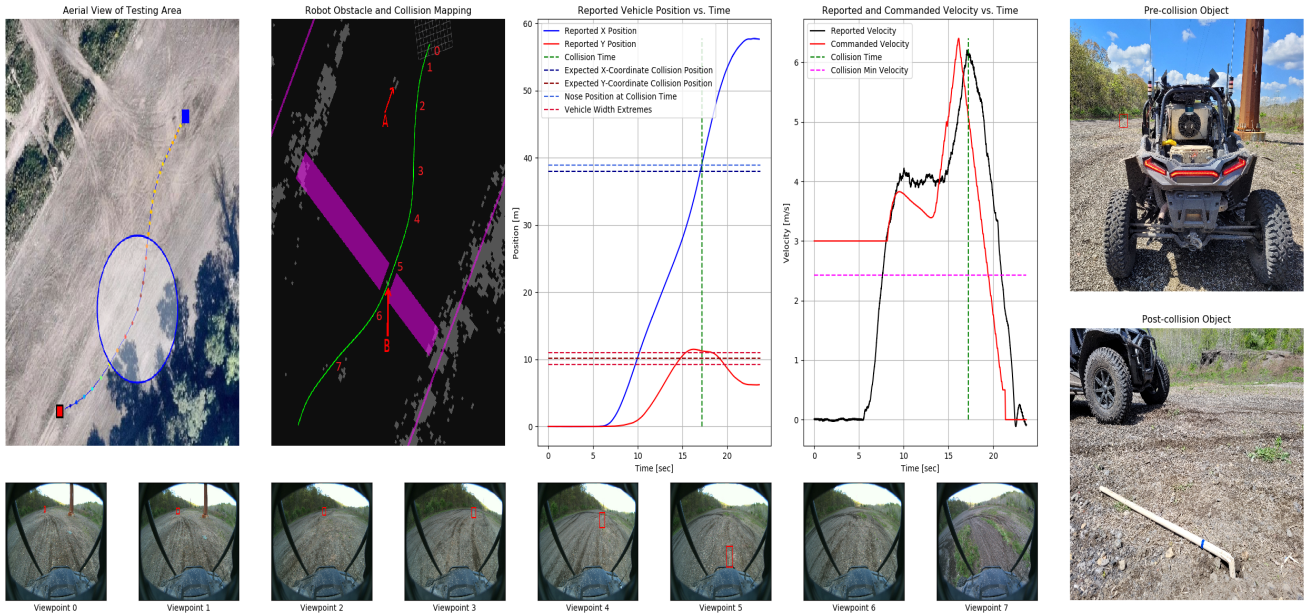 Aerial View of Testing Area
Robot Obstacle and Collision Mapping
0
1
2
A
3
4
5
6
B
7
Reported Vehicle Position vs. Time
Reported X Position
Reported Y Position
Collision Time
Expected X-Coordinate Collision Position
Expected Y-Coordinate Collision Position
Nose Position at Collision Time
Vehicle Width Extremes
60
50
40
30
20
10
0
Position [m]
0 5 10 15 20
Time [sec]
Reported and Commanded Velocity vs. Time
Reported Velocity
Commanded Velocity
Collision Time
Collision Min Velocity
6
5
4
3
2
1
0
Velocity [m/s]
0 5 10 15 20
Time [sec]
Pre-collision Object
Post-collision Object
Viewpoint 0
Viewpoint 1
Viewpoint 2
Viewpoint 3
Viewpoint 4
Viewpoint 5
Viewpoint 6
Viewpoint 7